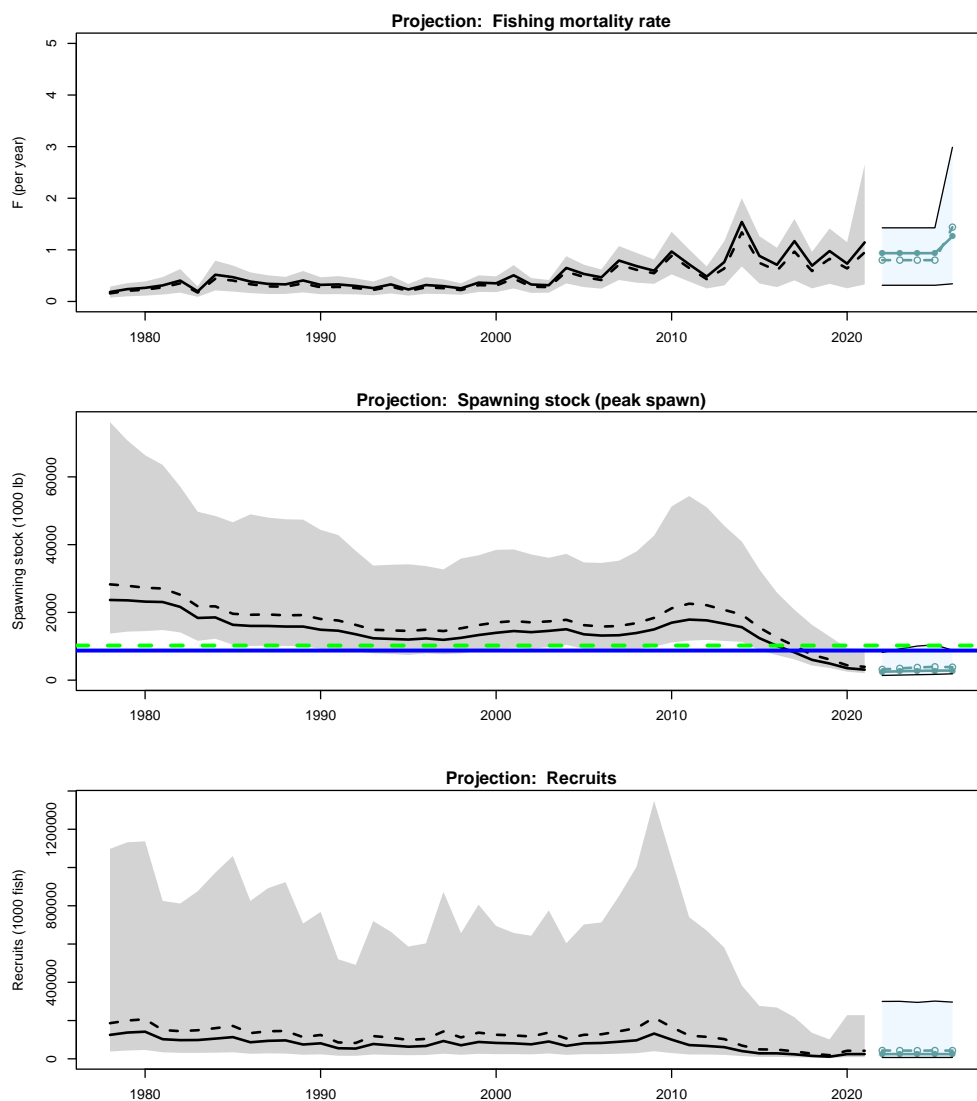 Projection: Fishing mortality rate
F (per year)
5
4
3
2
1
0
1980 1990 2000 2010 2020
Projection: Spawning stock (peak spawn)
Spawning stock (1000 lb)
60000
40000
20000
0
1980 1990 2000 2010 2020
Projection: Recruits
Recruits (1000 fish)
1200000
800000
400000
0
1980 1990 2000 2010 2020